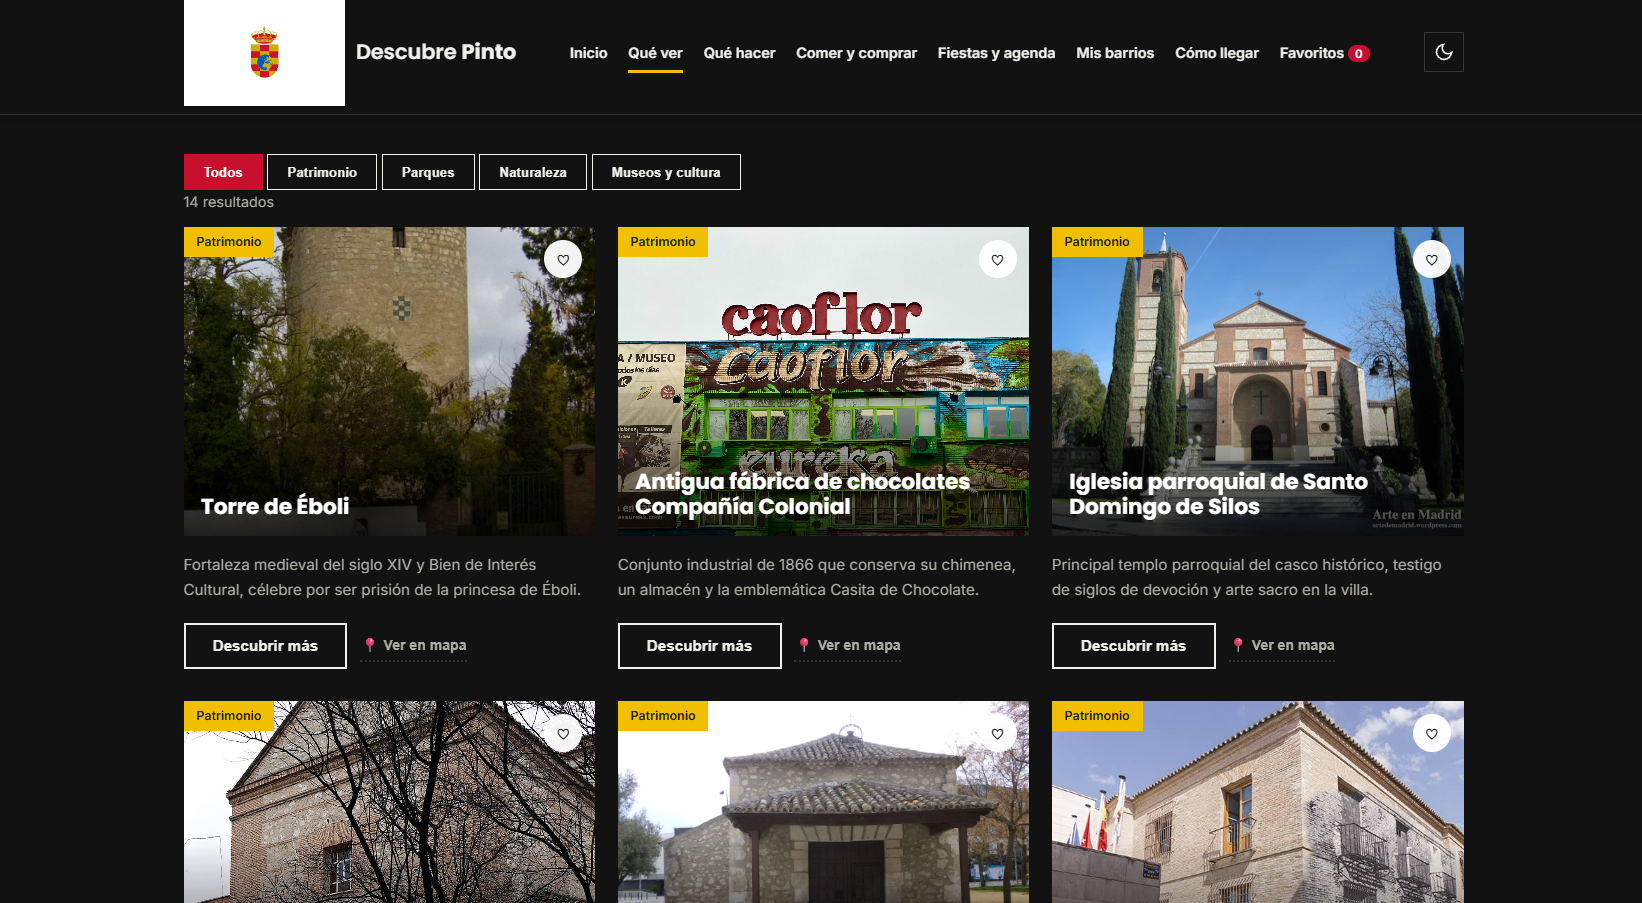 Descubre Pinto
Inicio
Qué ver
Qué hacer
Comer y comprar
Fiestas y agenda
Mis barrios
Cómo llegar
Favoritos 0
Todos
Patrimonio
Parques
Naturaleza
Museos y cultura
14 resultados
Patrimonio
Torre de Éboli
Fortaleza medieval del siglo XIV y Bien de Interés
Cultural, célebre por ser prisión de la princesa de Éboli.
Descubrir más
Ver en mapa
Patrimonio
caoflor
A / MUSEO
Caoflor
eureka
Antigua fábrica de chocolates
Compañía Colonial
Conjunto industrial de 1866 que conserva su chimenea,
un almacén y la emblemática Casita de Chocolate.
Descubrir más
Ver en mapa
Patrimonio
Iglesia parroquial de Santo
Domingo de Silos
Arte en Madrid
artedemadrid.wordpress.com
Principal templo parroquial del casco histórico, testigo
de siglos de devoción y arte sacro en la villa.
Descubrir más
Ver en mapa
Patrimonio
Patrimonio
Patrimonio